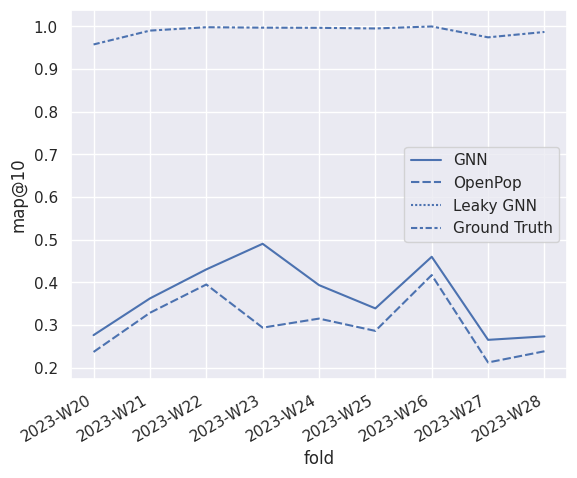 1.0
0.9
0.8
0.7
0.6
0.5
0.4
0.3
0.2
map@10
GNN
OpenPop
Leaky GNN
Ground Truth
2023-W20
2023-W21
2023-W22
2023-W23
2023-W24
2023-W25
2023-W26
2023-W27
2023-W28
fold